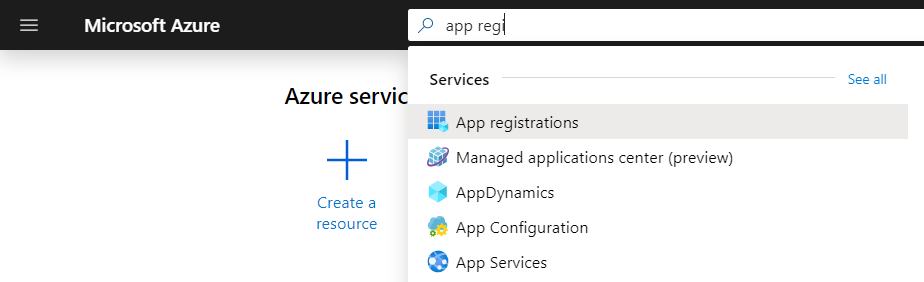 Microsoft Azure
app regi
Azure servic
Create a
resource
Services
See all
App registrations
Managed applications center (preview)
AppDynamics
App Configuration
App Services